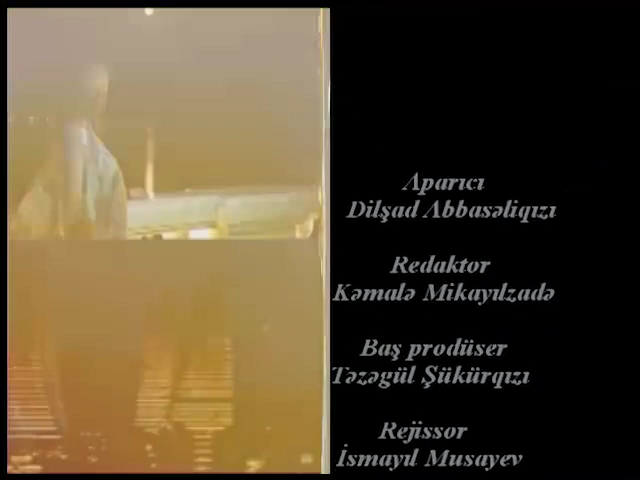 Aparıcı
Dilşad Abbasəliqızı
Redaktor
Kəmalə Mikayılzadə
Baş prodüser
Təzəgül Şükürqızı
Rejissor
İsmayıl Musayev